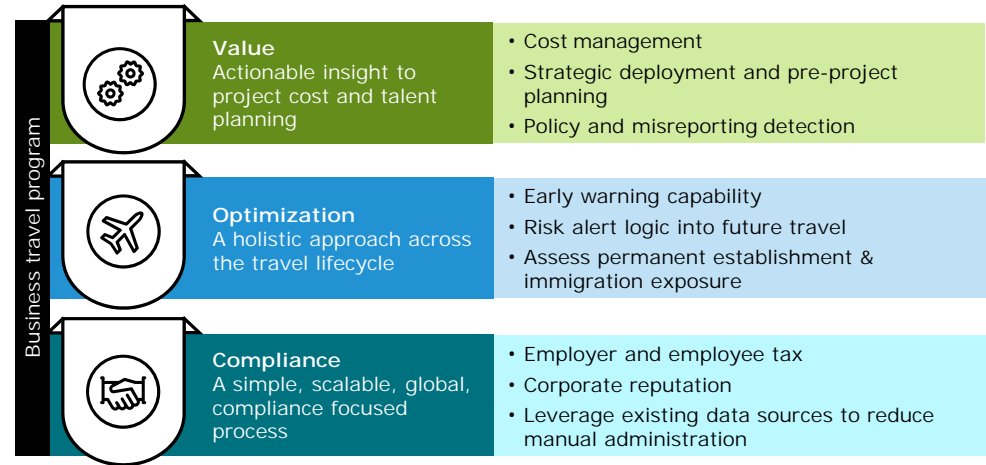 Business travel program
Value
Actionable insight to
project cost and talent
planning
• Cost management
• Strategic deployment and pre-project
planning
• Policy and misreporting detection
Optimization
A holistic approach across
the travel lifecycle
• Early warning capability
• Risk alert logic into future travel
• Assess permanent establishment &
immigration exposure
Compliance
A simple, scalable, global,
compliance focused
process
• Employer and employee tax
• Corporate reputation
• Leverage existing data sources to reduce
manual administration